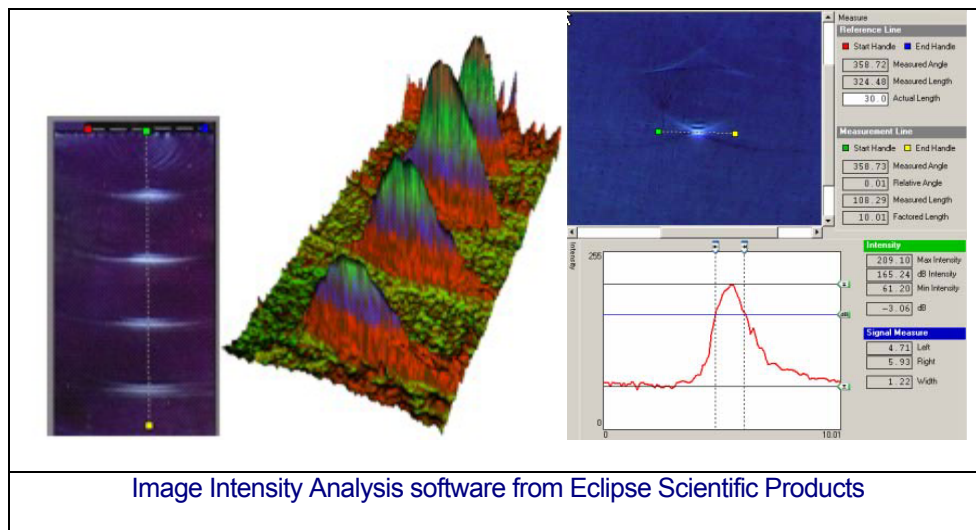 Measure
Reference Line
Start Handle End Handle
358.72 Measured Angle
324.48 Measured Length
30.0 Actual Length
Measurement Line
Start Handle End Handle
358.73 Measured Angle
0.01 Relative Angle
108.29 Measured Length
10.01 Factored Length
Intensity
255
0
0 10.01
dB
Intensity
209.10 Max Intensity
165.24 dB Intensity
61.20 Min Intensity
-3.06 dB
Signal Measure
4.71 Left
5.93 Right
1.22 Width
Image Intensity Analysis software from Eclipse Scientific Products